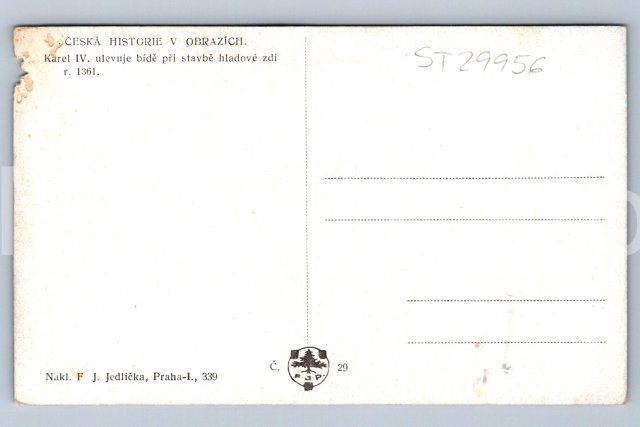 ČESKÁ HISTORIE V OBRAZÍCH.
Karel IV. ulevuje bídě při stavbě hladové zdi
r. 1361.
ST29956
Nakl. F J. Jedlička, Praha-I., 339
Č. 29
F. J. P.